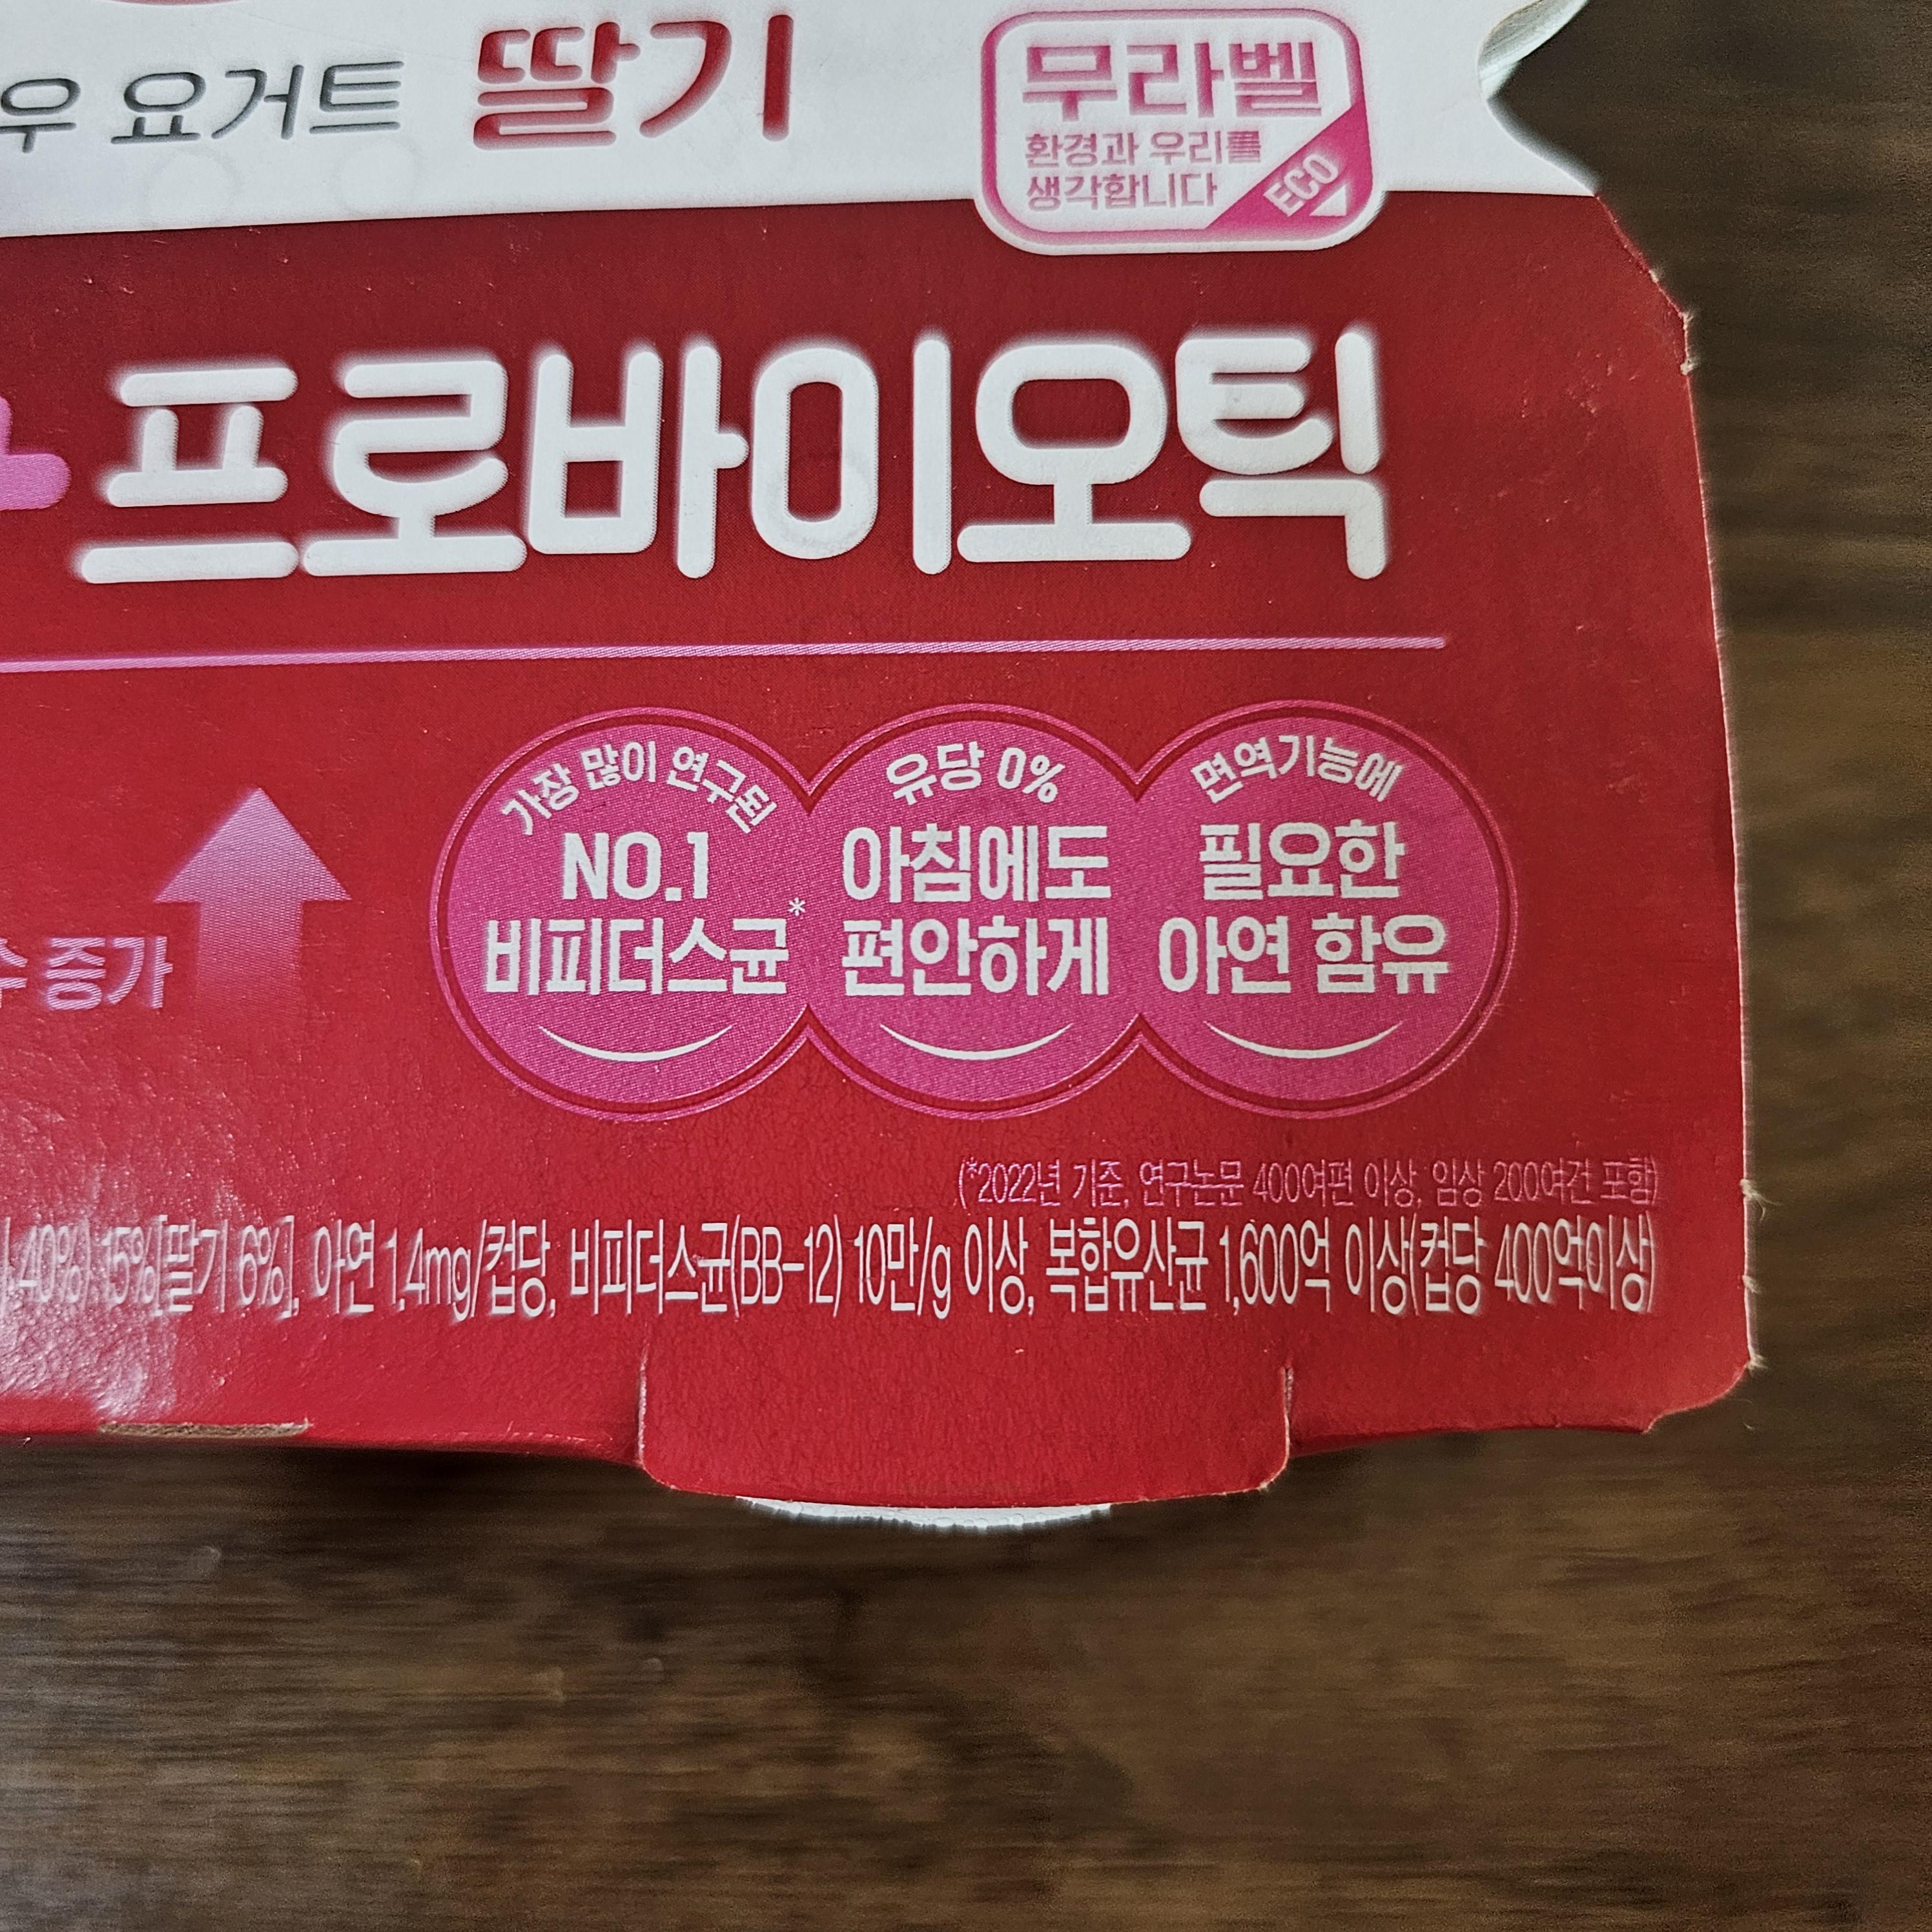 우 요거트 딸기
무라벨
환경과 우리를
생각합니다
ECO
프로바이오틱
수 증가
가장 많이 연구된
NO.1
비피더스균*
유당 0%
아침에도
편안하게
면역기능에
필요한
아연 함유
(*2022년 기준, 연구논문 400여편 이상, 임상 200여건 포함)
40%) 15%[딸기 6%], 아연 1.4mg/컵당, 비피더스균(BB-12) 10만/g 이상, 복합유산균 1,600억 이상(컵당 400억이상)